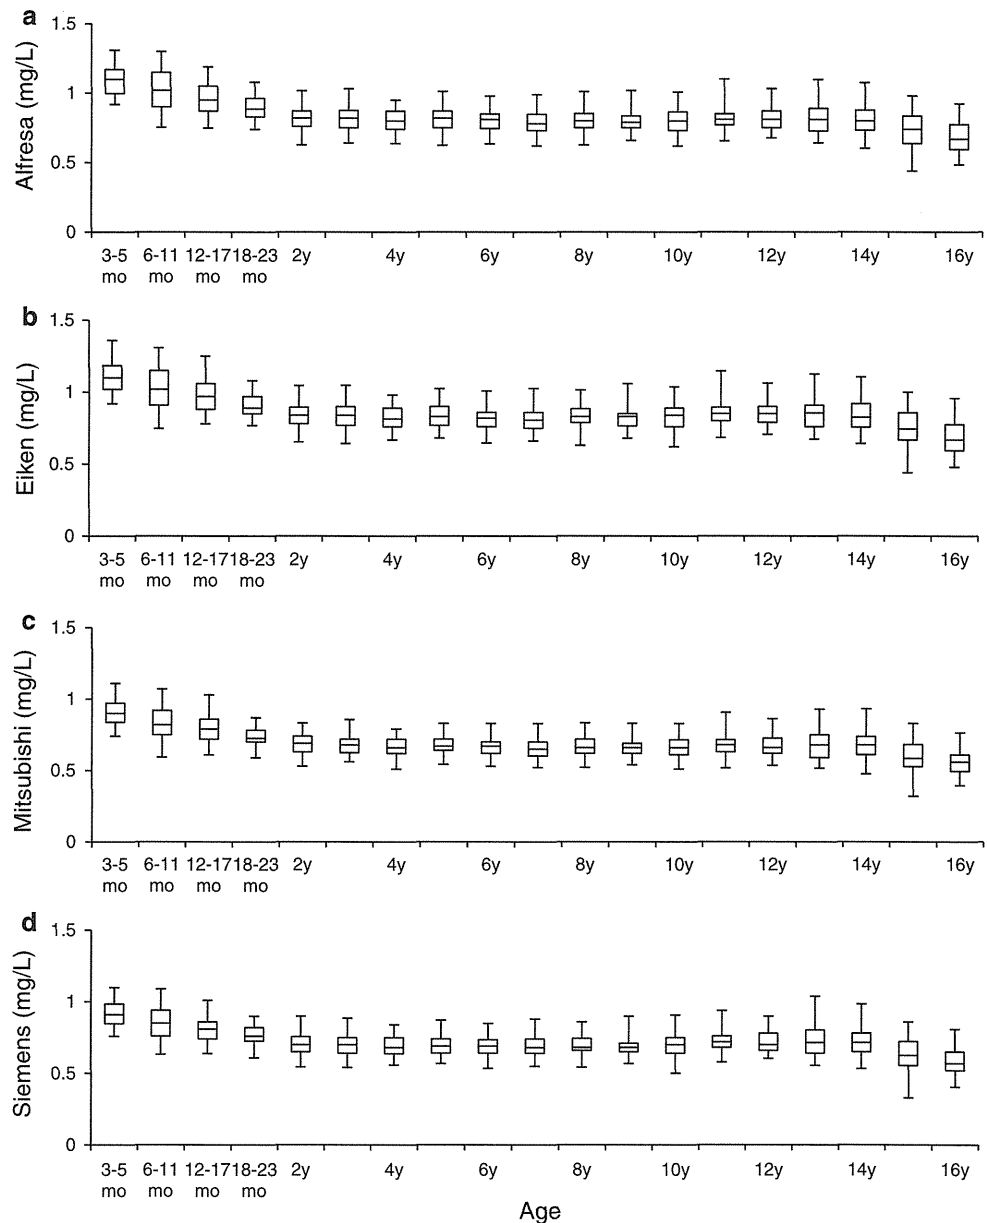 a
1.5
1
0.5
0
Alfresa (mg/L)
3-5 6-11 12-17 18-23 2y 4y 6y 8y 10y 12y 14y 16y
mo mo mo mo
b
1.5
1
0.5
0
Eiken (mg/L)
3-5 6-11 12-17 18-23 2y 4y 6y 8y 10y 12y 14y 16y
mo mo mo mo
c
1.5
1
0.5
0
Mitsubishi (mg/L)
3-5 6-11 12-17 18-23 2y 4y 6y 8y 10y 12y 14y 16y
mo mo mo mo
d
1.5
1
0.5
0
Siemens (mg/L)
3-5 6-11 12-17 18-23 2y 4y 6y 8y 10y 12y 14y 16y
mo mo mo mo
Age